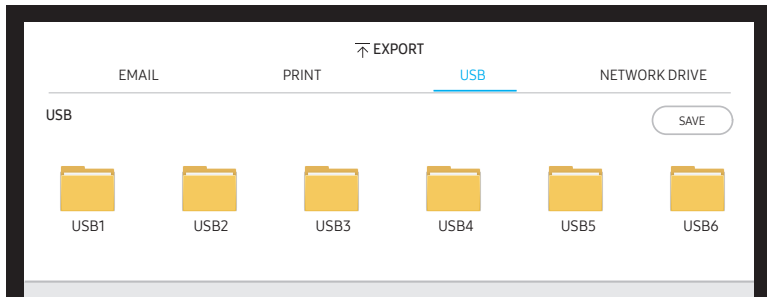 EXPORT
EMAIL PRINT USB NETWORK DRIVE
USB SAVE
USB1 USB2 USB3 USB4 USB5 USB6